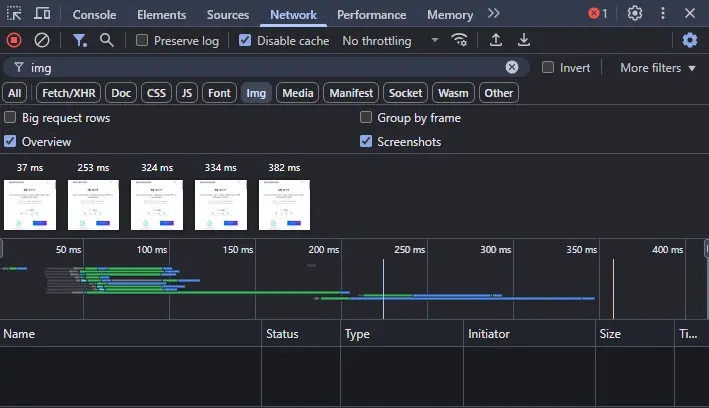 Console Elements Sources Network Performance Memory 1
Preserve log Disable cache No throttling
img Invert More filters
All Fetch/XHR Doc CSS JS Font Img Media Manifest Socket Wasm Other
Big request rows Group by frame
Overview Screenshots
37 ms 253 ms 324 ms 334 ms 382 ms
50 ms 100 ms 150 ms 200 ms 250 ms 300 ms 350 ms 400 ms
Name Status Type Initiator Size Ti...